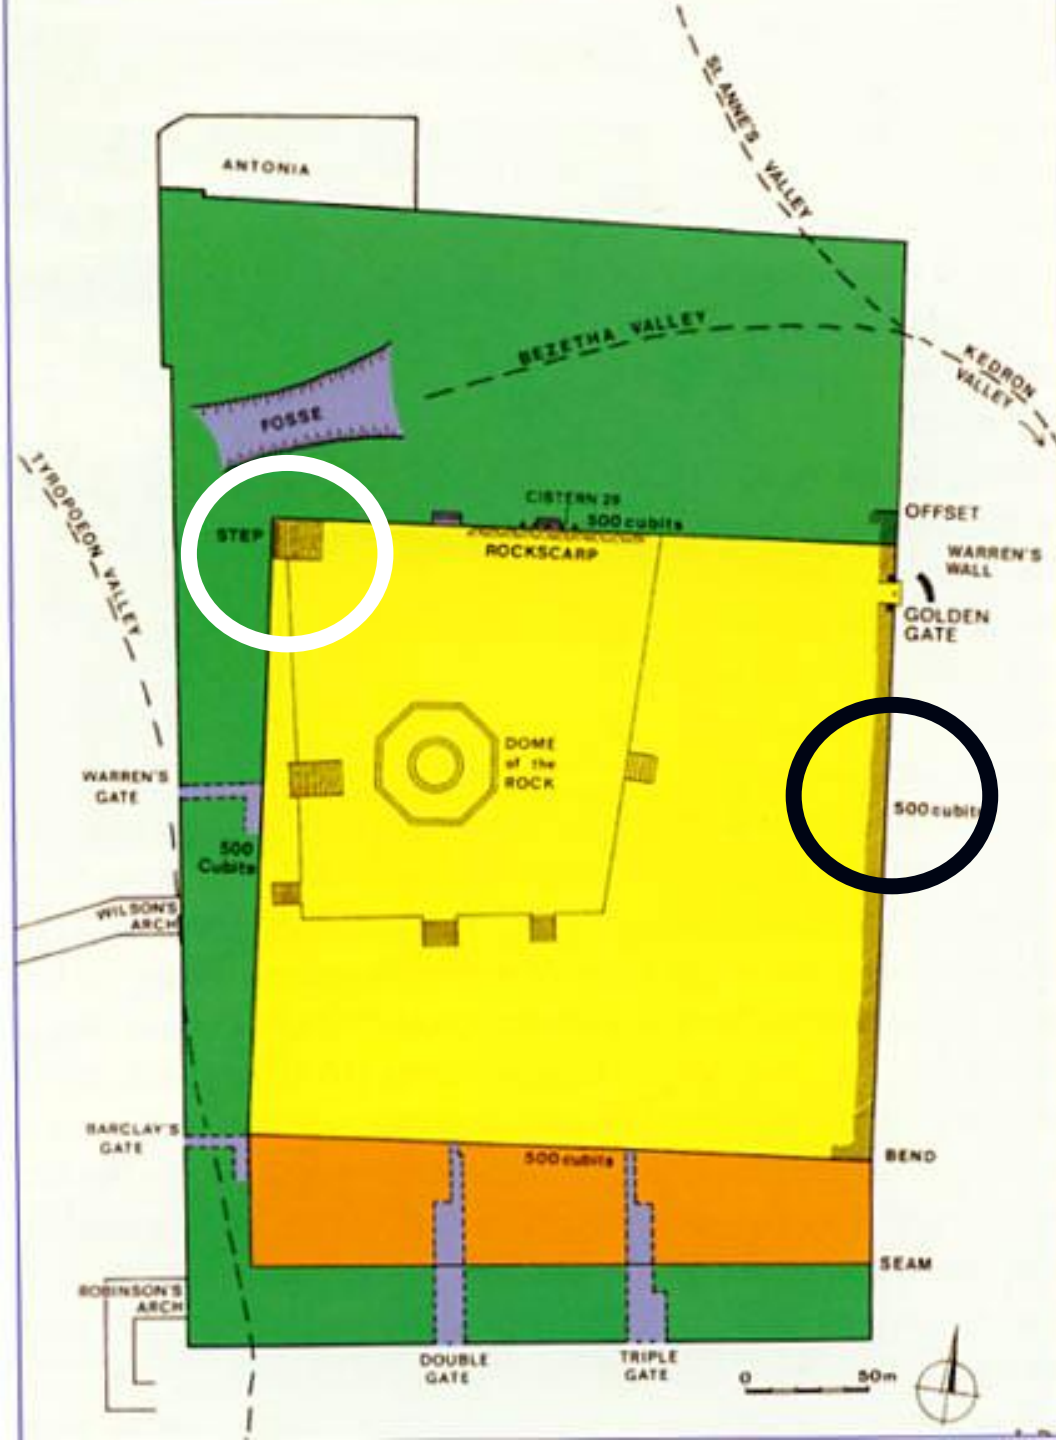 ANTONIA
ST. ANNE'S VALLEY
BEZETHA VALLEY
KEDRON
VALLEY
FOSSE
TYROPOEON VALLEY
STEP
CISTERN 29
500 cubits
ROCKSCARP
OFFSET
WARREN'S
WALL
GOLDEN
GATE
DOME
of the
ROCK
WARREN'S
GATE
500 cubits
500
Cubits
WILSON'S
ARCH
BARCLAY'S
GATE
500 cubits
BEND
SEAM
ROBINSON'S
ARCH
DOUBLE
GATE
TRIPLE
GATE
0 50m